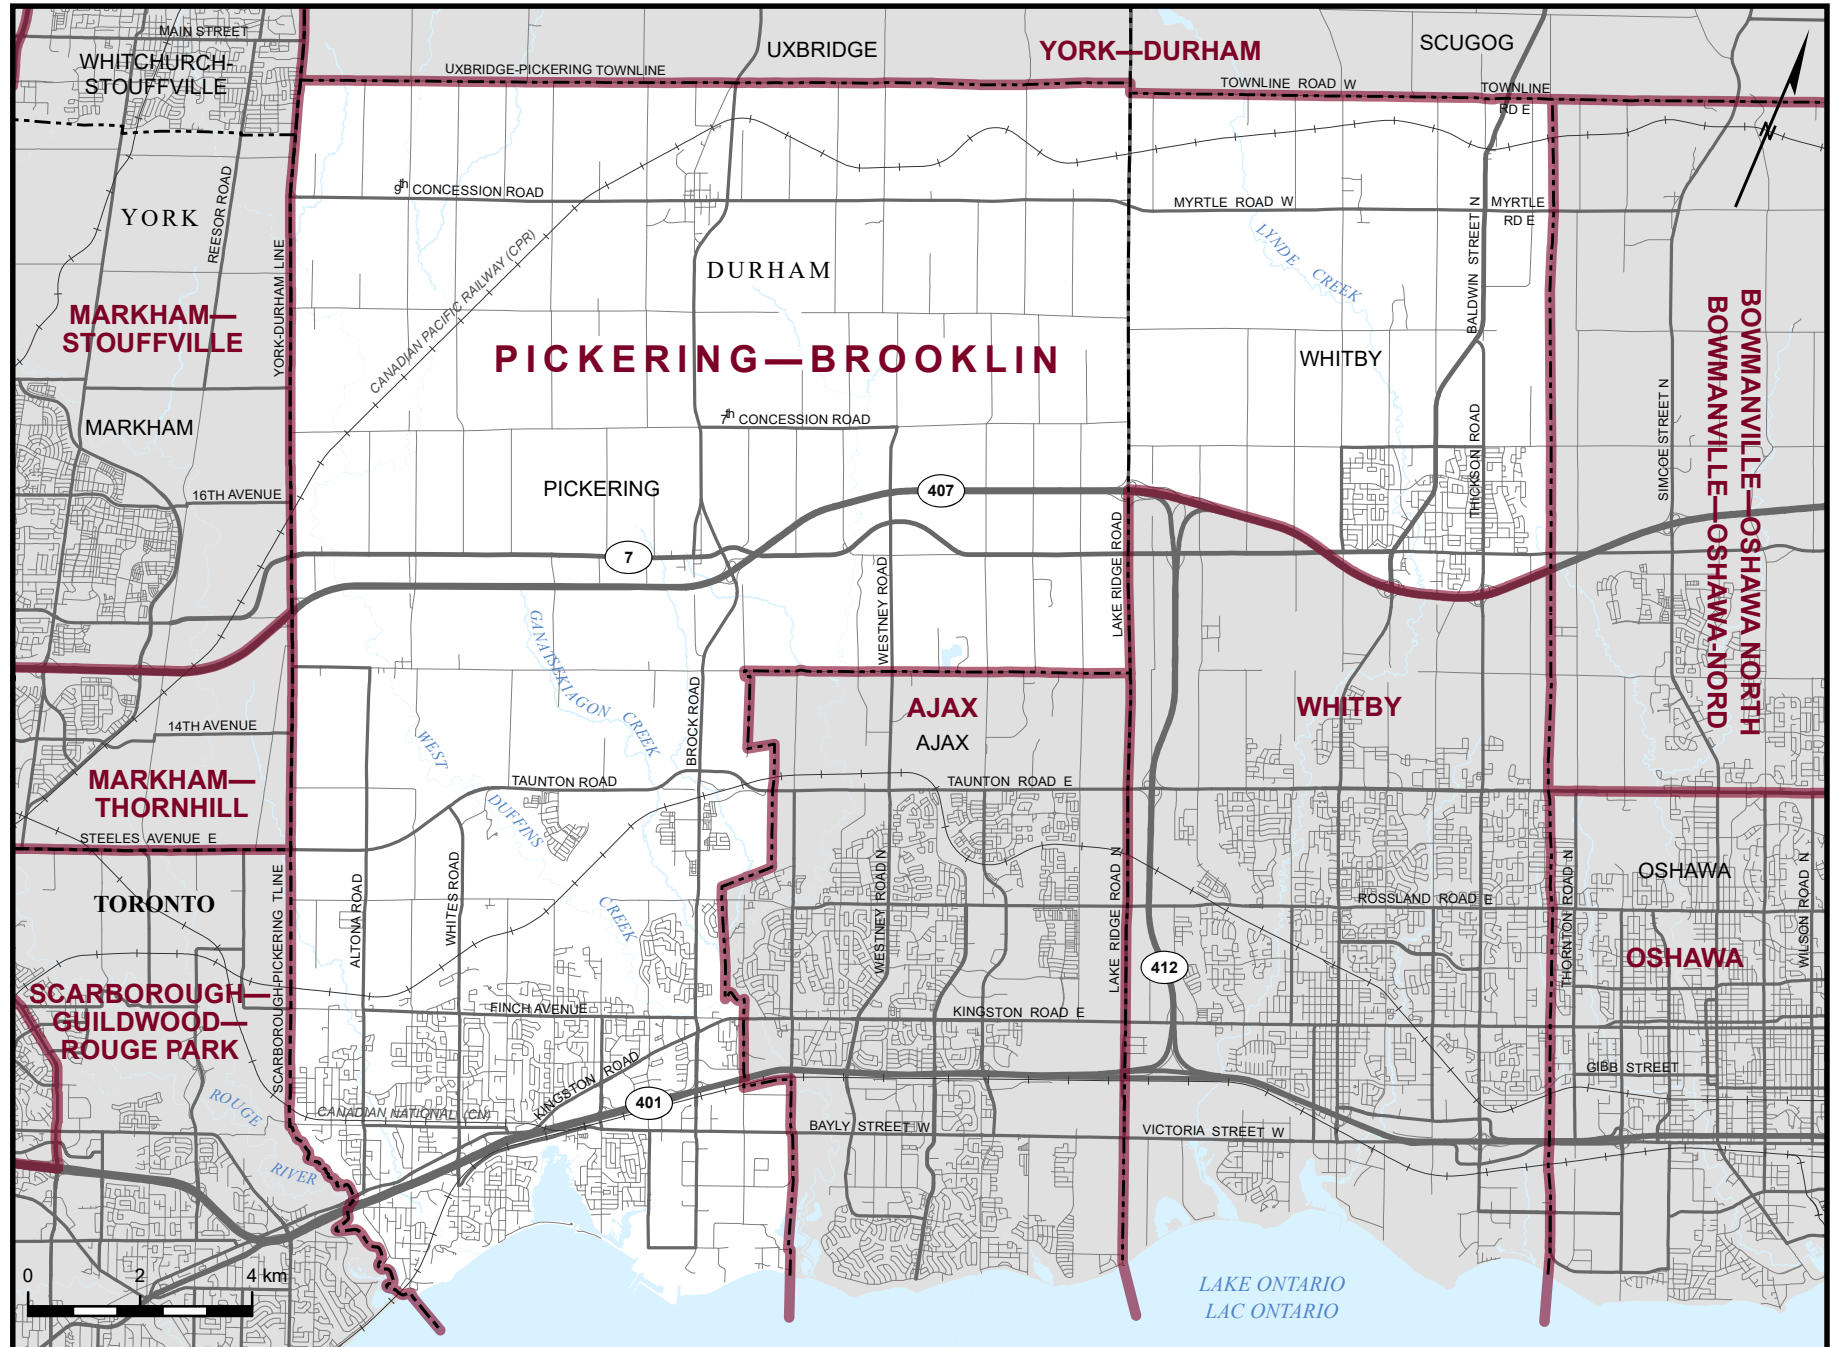 MAIN STREET
WHITCHURCH-
STOUFFVILLE
UXBRIDGE-PICKERING TOWNLINE
UXBRIDGE
YORK—DURHAM
SCUGOG
TOWNLINE ROAD W
TOWNLINE
RD E
N
YORK
REESOR ROAD
YORK-DURHAM LINE
9th CONCESSION ROAD
CANADIAN PACIFIC RAILWAY (CPR)
DURHAM
MYRTLE ROAD W
MYRTLE
RD E
BALDWIN STREET N
LYNDE CREEK
MARKHAM—
STOUFFVILLE
PICKERING—BROOKLIN
WHITBY
BOWMANVILLE—OSHAWA NORTH
BOWMANVILLE—OSHAWA-NORD
SIMCOE STREET N
MARKHAM
7th CONCESSION ROAD
THICKSON ROAD
16TH AVENUE
PICKERING
407
7
LAKE RIDGE ROAD
WESTNEY ROAD
GANATSEKIAGON CREEK
BROCK ROAD
AJAX
AJAX
WHITBY
14TH AVENUE
WEST
DUFFINS
CREEK
MARKHAM—
THORNHILL
TAUNTON ROAD
TAUNTON ROAD E
STEELES AVENUE E
SCARBOROUGH-PICKERING TLINE
ALTONA ROAD
WHITES ROAD
WESTNEY ROAD N
LAKE RIDGE ROAD N
ROSSLAND ROAD E
THORNTON ROAD N
OSHAWA
WILSON ROAD N
TORONTO
OSHAWA
412
SCARBOROUGH—
GUILDWOOD—
ROUGE PARK
FINCH AVENUE
KINGSTON ROAD E
KINGSTON ROAD
GIBB STREET
ROUGE
RIVER
CANADIAN NATIONAL (CN)
401
BAYLY STREET W
VICTORIA STREET W
0 2 4 km
LAKE ONTARIO
LAC ONTARIO